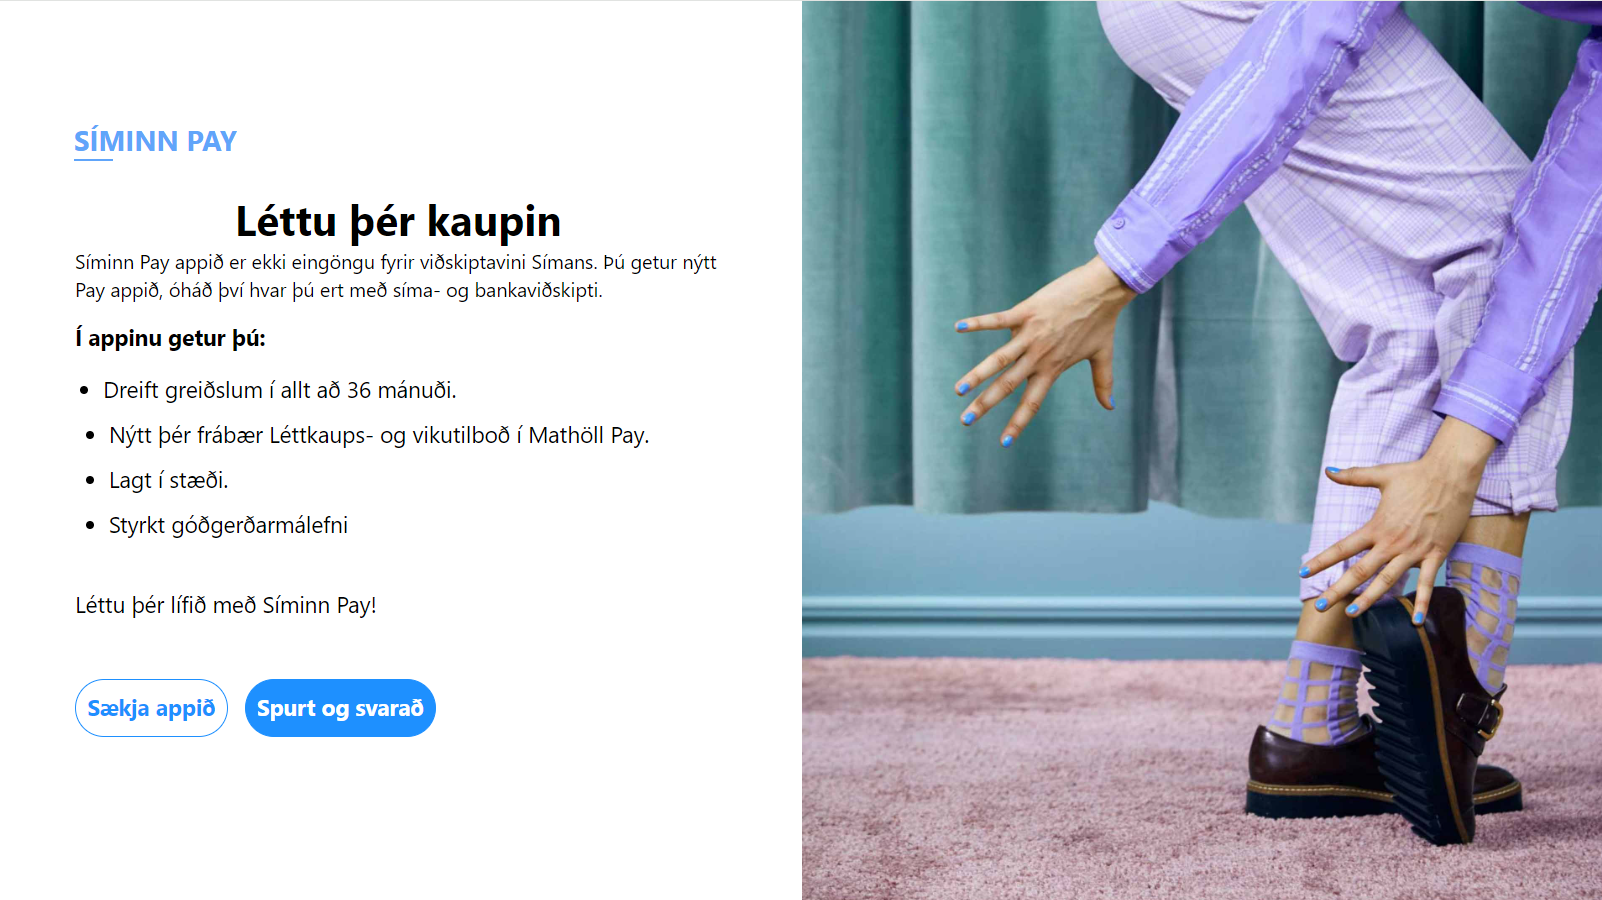 SÍMINN PAY
Léttu þér kaupin
Síminn Pay appið er ekki eingöngu fyrir viðskiptavini Símans. Þú getur nýtt
Pay appið, óháð því hvar þú ert með síma- og bankaviðskipti.
Í appinu getur þú:
• Dreift greiðslum í allt að 36 mánuði.
• Nýtt þér frábær Léttkaups- og vikutilboð í Mathöll Pay.
• Lagt í stæði.
• Styrkt góðgerðarmálefni
Léttu þér lífið með Síminn Pay!
Sækja appið
Spurt og svarað